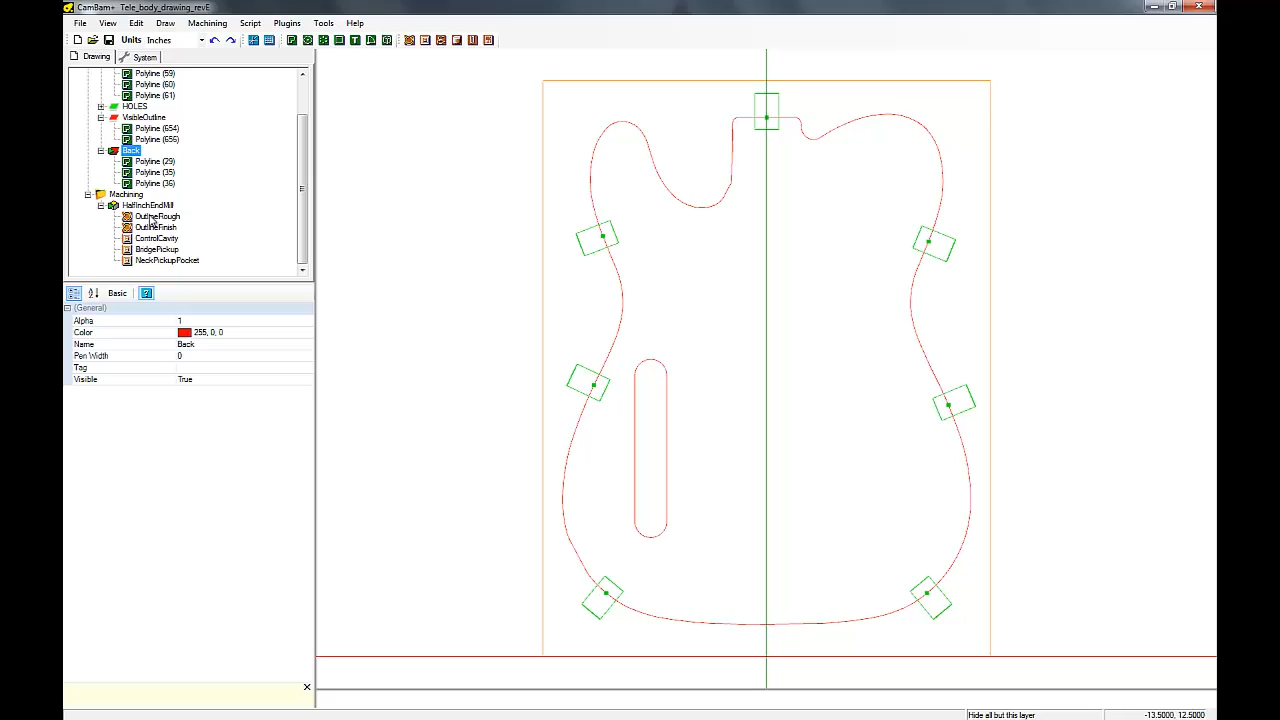 CamBam+ Tele_body_drawing_revE
File View Edit Draw Machining Script Plugins Tools Help
Units Inches
Drawing System
Polyline (59)
Polyline (60)
Polyline (61)
HOLES
VisibleOutline
Polyline (654)
Polyline (656)
Back
Polyline (29)
Polyline (35)
Polyline (36)
Machining
HalfInchEndMill
OutlineRough
OutlineFinish
ControlCavity
BridgePickup
NeckPickupPocket
Basic
(General)
Alpha 1
Color 255, 0, 0
Name Back
Pen Width 0
Tag
Visible True
Hide all but this layer -13.5000, 12.5000